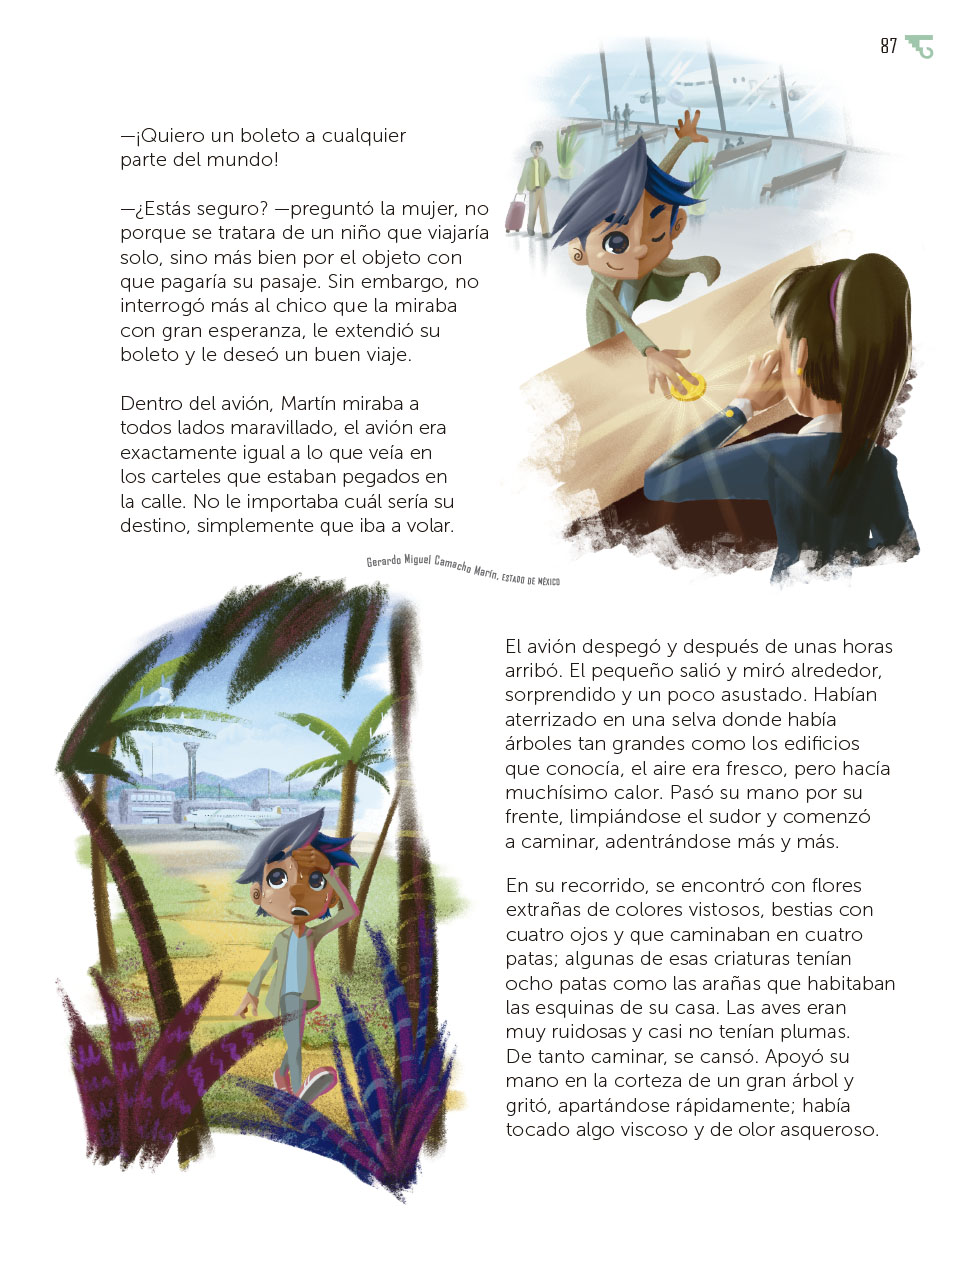 87
—¡Quiero un boleto a cualquier
parte del mundo!
—¿Estás seguro? —preguntó la mujer, no
porque se tratara de un niño que viajaría
solo, sino más bien por el objeto con
que pagaría su pasaje. Sin embargo, no
interrogó más al chico que la miraba
con gran esperanza, le extendió su
boleto y le deseó un buen viaje.
Dentro del avión, Martín miraba a
todos lados maravillado, el avión era
exactamente igual a lo que veía en
los carteles que estaban pegados en
la calle. No le importaba cuál sería su
destino, simplemente que iba a volar.
Gerardo Miguel Camacho Marín, ESTADO DE MÉXICO
El avión despegó y después de unas horas
arribó. El pequeño salió y miró alrededor,
sorprendido y un poco asustado. Habían
aterrizado en una selva donde había
árboles tan grandes como los edificios
que conocía, el aire era fresco, pero hacía
muchísimo calor. Pasó su mano por su
frente, limpiándose el sudor y comenzó
a caminar, adentrándose más y más.
En su recorrido, se encontró con flores
extrañas de colores vistosos, bestias con
cuatro ojos y que caminaban en cuatro
patas; algunas de esas criaturas tenían
ocho patas como las arañas que habitaban
las esquinas de su casa. Las aves eran
muy ruidosas y casi no tenían plumas.
De tanto caminar, se cansó. Apoyó su
mano en la corteza de un gran árbol y
gritó, apartándose rápidamente; había
tocado algo viscoso y de olor asqueroso.